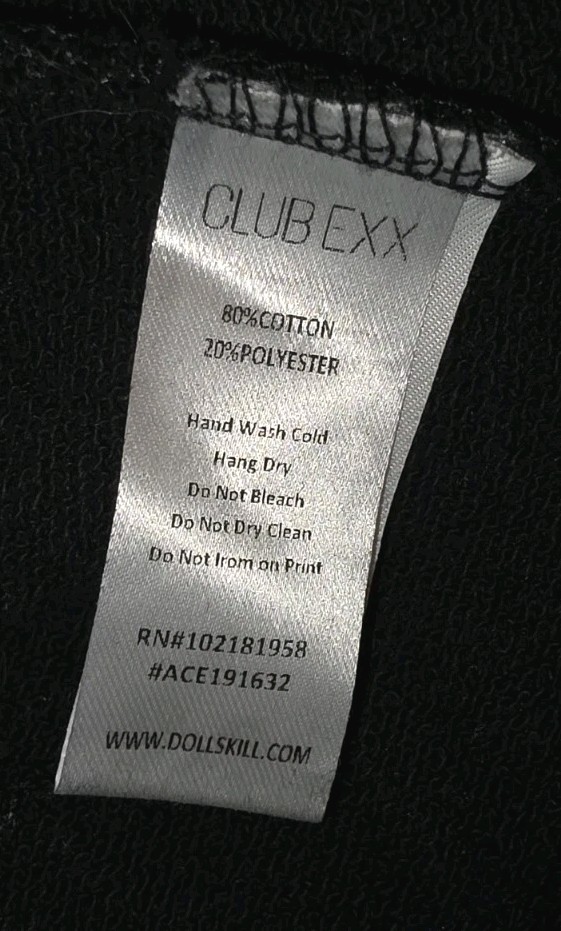 CLUB EXX
80%COTTON
20%POLYESTER
Hand Wash Cold
Hang Dry
Do Not Bleach
Do Not Dry Clean
Do Not Irom on Print
RN#102181958
#ACE191632
WWW.DOLLSKILL.COM